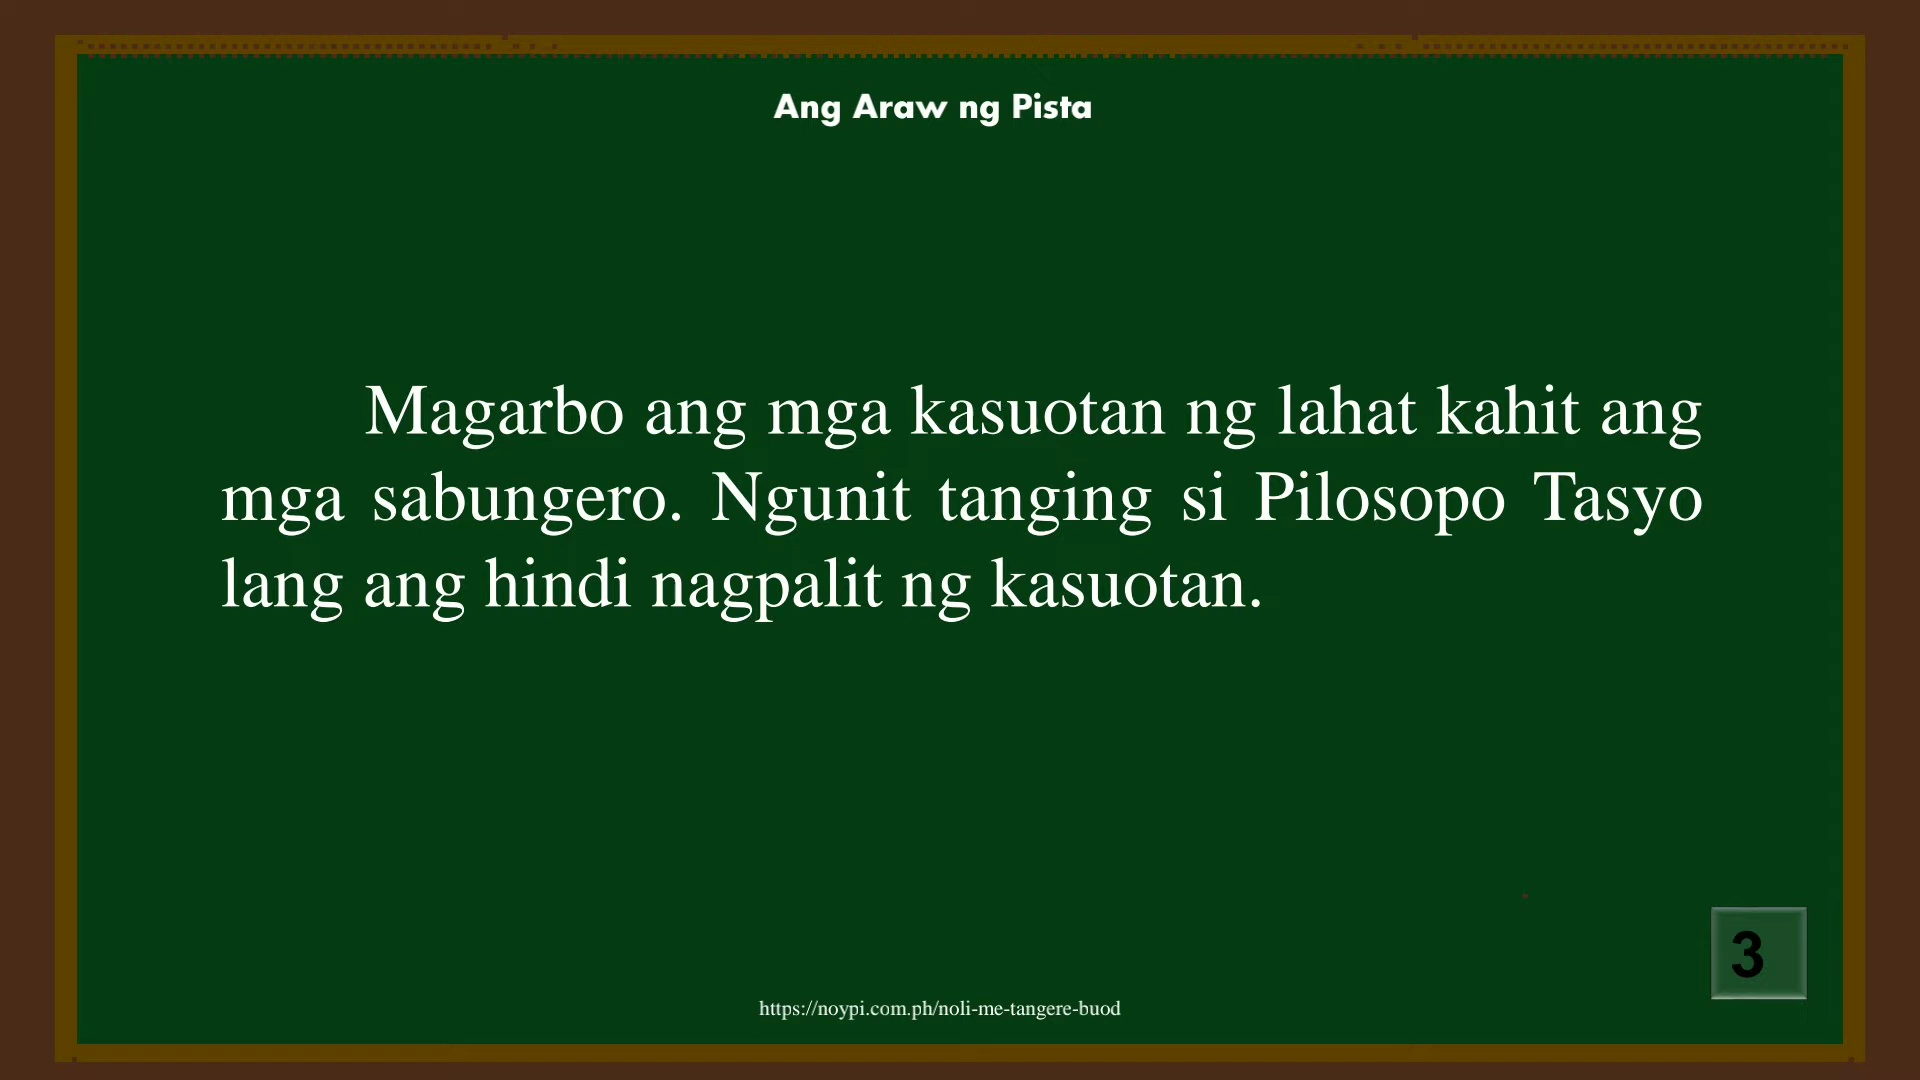 Ang Araw ng Pista
Magarbo ang mga kasuotan ng lahat kahit ang
mga sabungero. Ngunit tanging si Pilosopo Tasyo
lang ang hindi nagpalit ng kasuotan.
3
https://noypi.com.ph/noli-me-tangere-buod